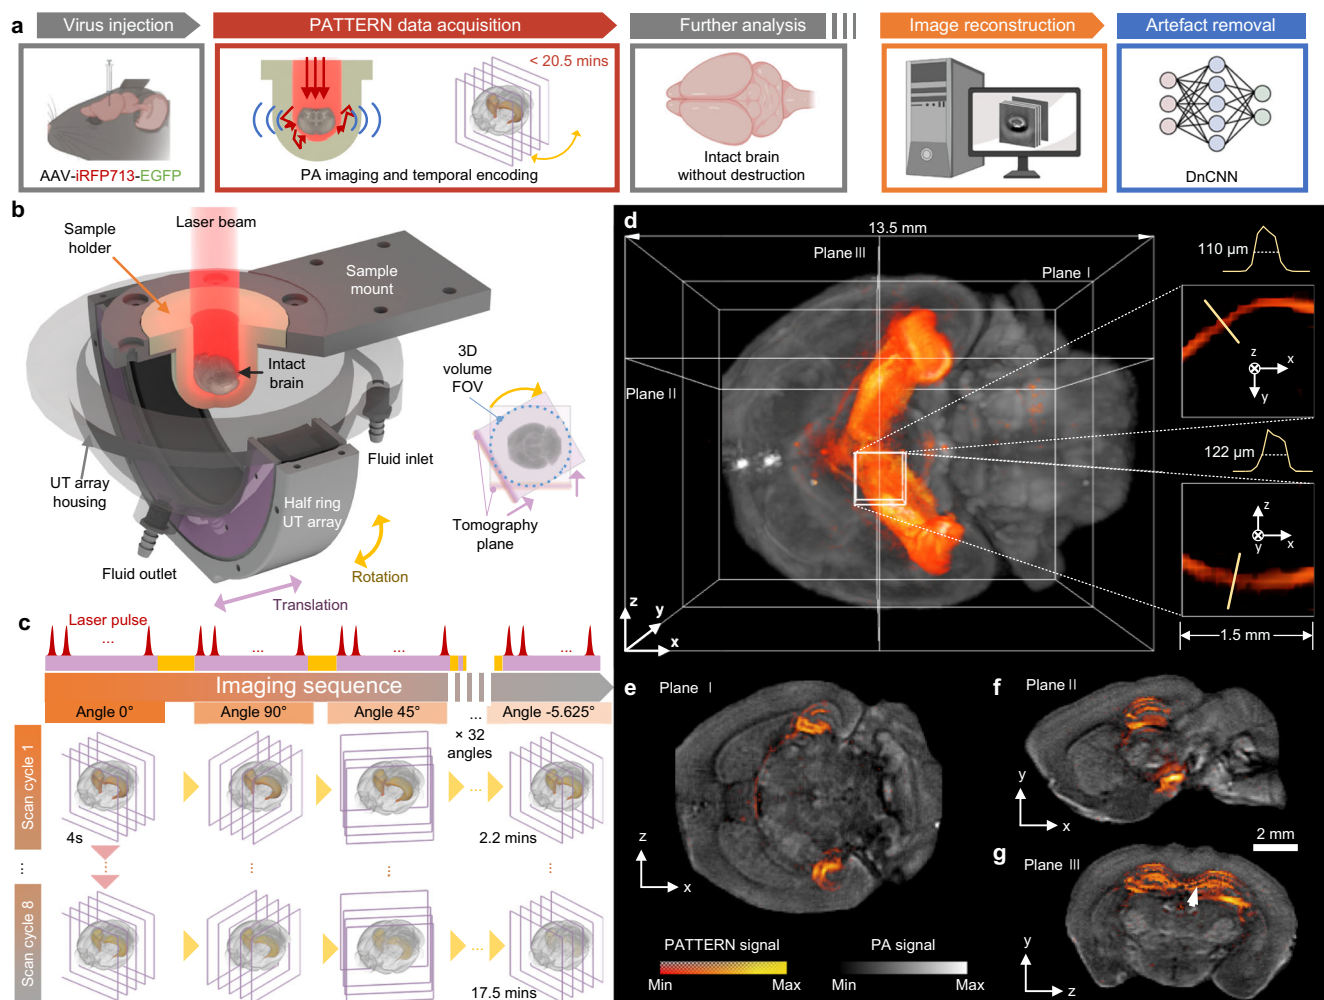 a
Virus injection
PATTERN data acquisition
Further analysis
Image reconstruction
Artefact removal
< 20.5 mins
AAV-iRFP713-EGFP
PA imaging and temporal encoding
Intact brain
without destruction
DnCNN
b
Laser beam
Sample
holder
Sample
mount
Intact
brain
3D
volume
FOV
Fluid inlet
UT array
housing
Half ring
UT array
Tomography
plane
Fluid outlet
Rotation
Translation
c
Laser pulse
...
...
...
...
Imaging sequence
Angle 0°
Angle 90°
Angle 45°
...
Angle -5.625°
× 32
angles
Scan cycle 1
4s
...
2.2 mins
...
Scan cycle 8
...
17.5 mins
d
13.5 mm
Plane III
Plane I
Plane II
z
y
x
110 µm
z
x
y
122 µm
z
y
x
1.5 mm
e
Plane I
z
x
f
Plane II
y
x
2 mm
g
Plane III
y
z
PATTERN signal
Min
Max
PA signal
Min
Max